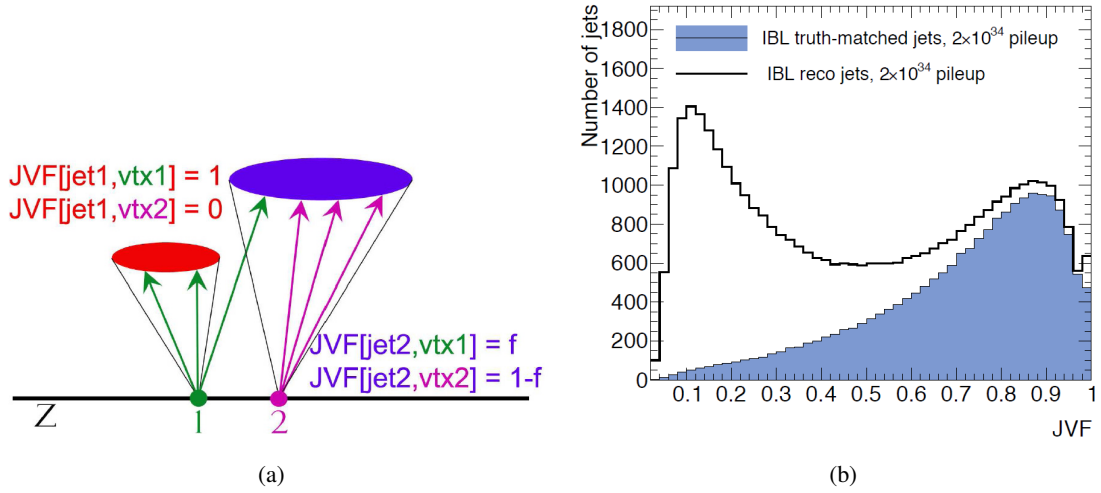 JVF[jet1,vtx1] = 1
JVF[jet1,vtx2] = 0
JVF[jet2,vtx1] = f
JVF[jet2,vtx2] = 1-f
Z
1
2
(a)
Number of jets
1800
1600
1400
1200
1000
800
600
400
200
0
IBL truth-matched jets, 2×10³⁴ pileup
IBL reco jets, 2×10³⁴ pileup
0.1 0.2 0.3 0.4 0.5 0.6 0.7 0.8 0.9 1
JVF
(b)